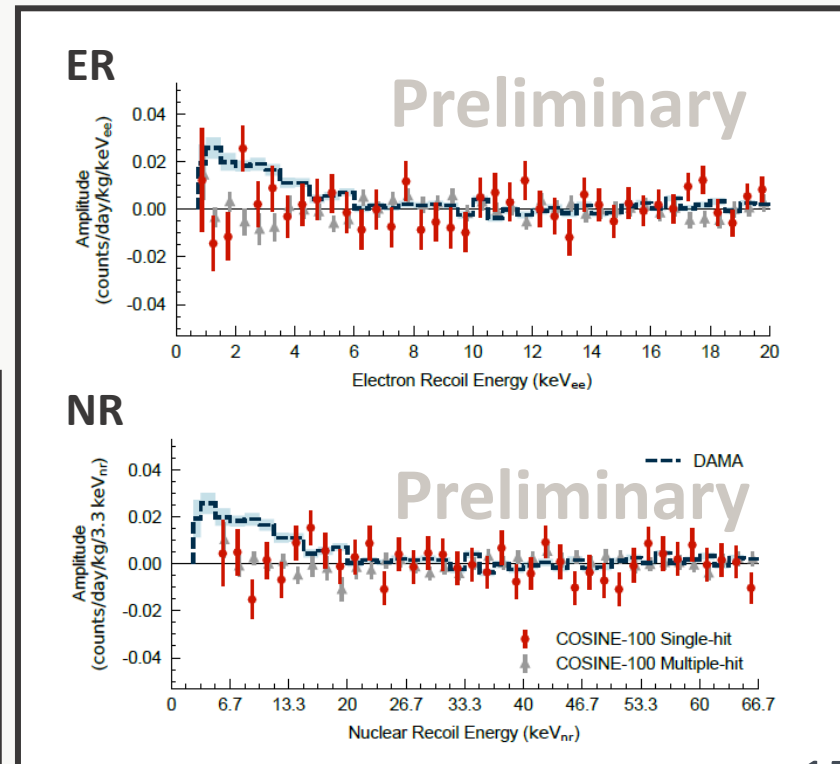 ER
Preliminary
0.04
0.02
0.00
-0.02
-0.04
Amplitude
(counts/day/kg/keVₑₑ)
0 2 4 6 8 10 12 14 16 18 20
Electron Recoil Energy (keVₑₑ)
NR
Preliminary
DAMA
0.04
0.02
0.00
-0.02
-0.04
Amplitude
(counts/day/kg/3.3 keVₙᵣ)
COSINE-100 Single-hit
COSINE-100 Multiple-hit
0 6.7 13.3 20 26.7 33.3 40 46.7 53.3 60 66.7
Nuclear Recoil Energy (keVₙᵣ)